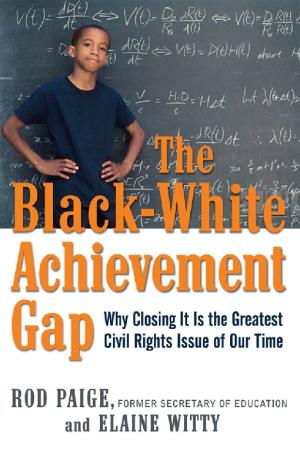 The
Black-White
Achievement
Gap
Why Closing It Is the Greatest
Civil Rights Issue of Our Time
ROD PAIGE, FORMER SECRETARY OF EDUCATION
and ELAINE WITTY